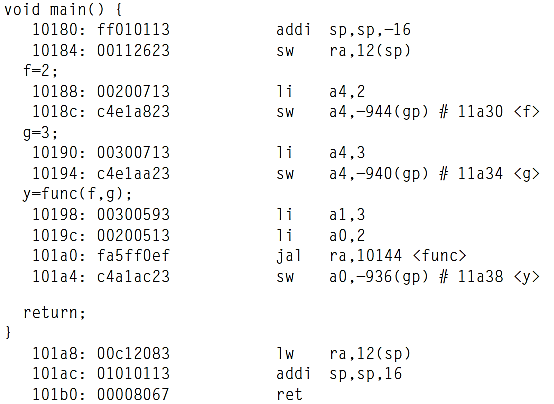 void main() {
10180: ff010113 addi sp,sp,-16
10184: 00112623 sw ra,12(sp)
f=2;
10188: 00200713 li a4,2
1018c: c4e1a823 sw a4,-944(gp) # 11a30 <f>
g=3;
10190: 00300713 li a4,3
10194: c4e1aa23 sw a4,-940(gp) # 11a34 <g>
y=func(f,g);
10198: 00300593 li a1,3
1019c: 00200513 li a0,2
101a0: fa5ff0ef jal ra,10144 <func>
101a4: c4a1ac23 sw a0,-936(gp) # 11a38 <y>
return;
}
101a8: 00c12083 lw ra,12(sp)
101ac: 01010113 addi sp,sp,16
101b0: 00008067 ret